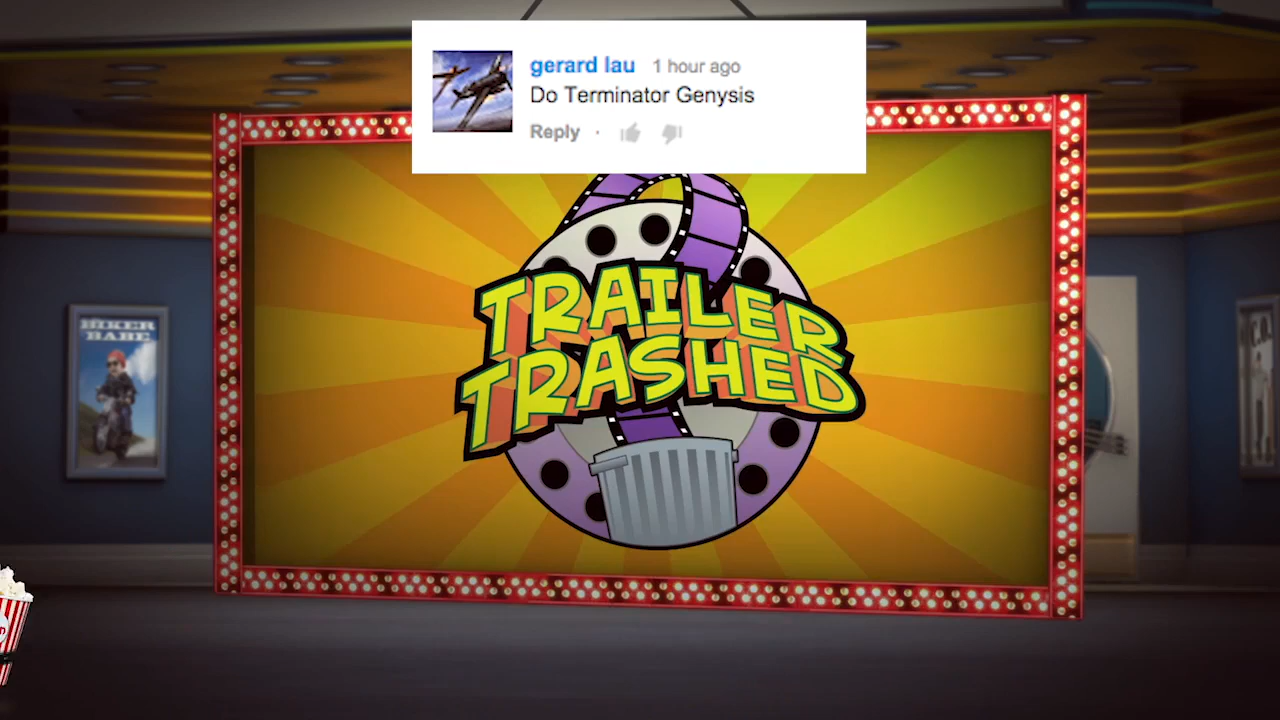 gerard lau 1 hour ago
Do Terminator Genysis
Reply ·
TRAILER
TRASHED
BIKER
BABE